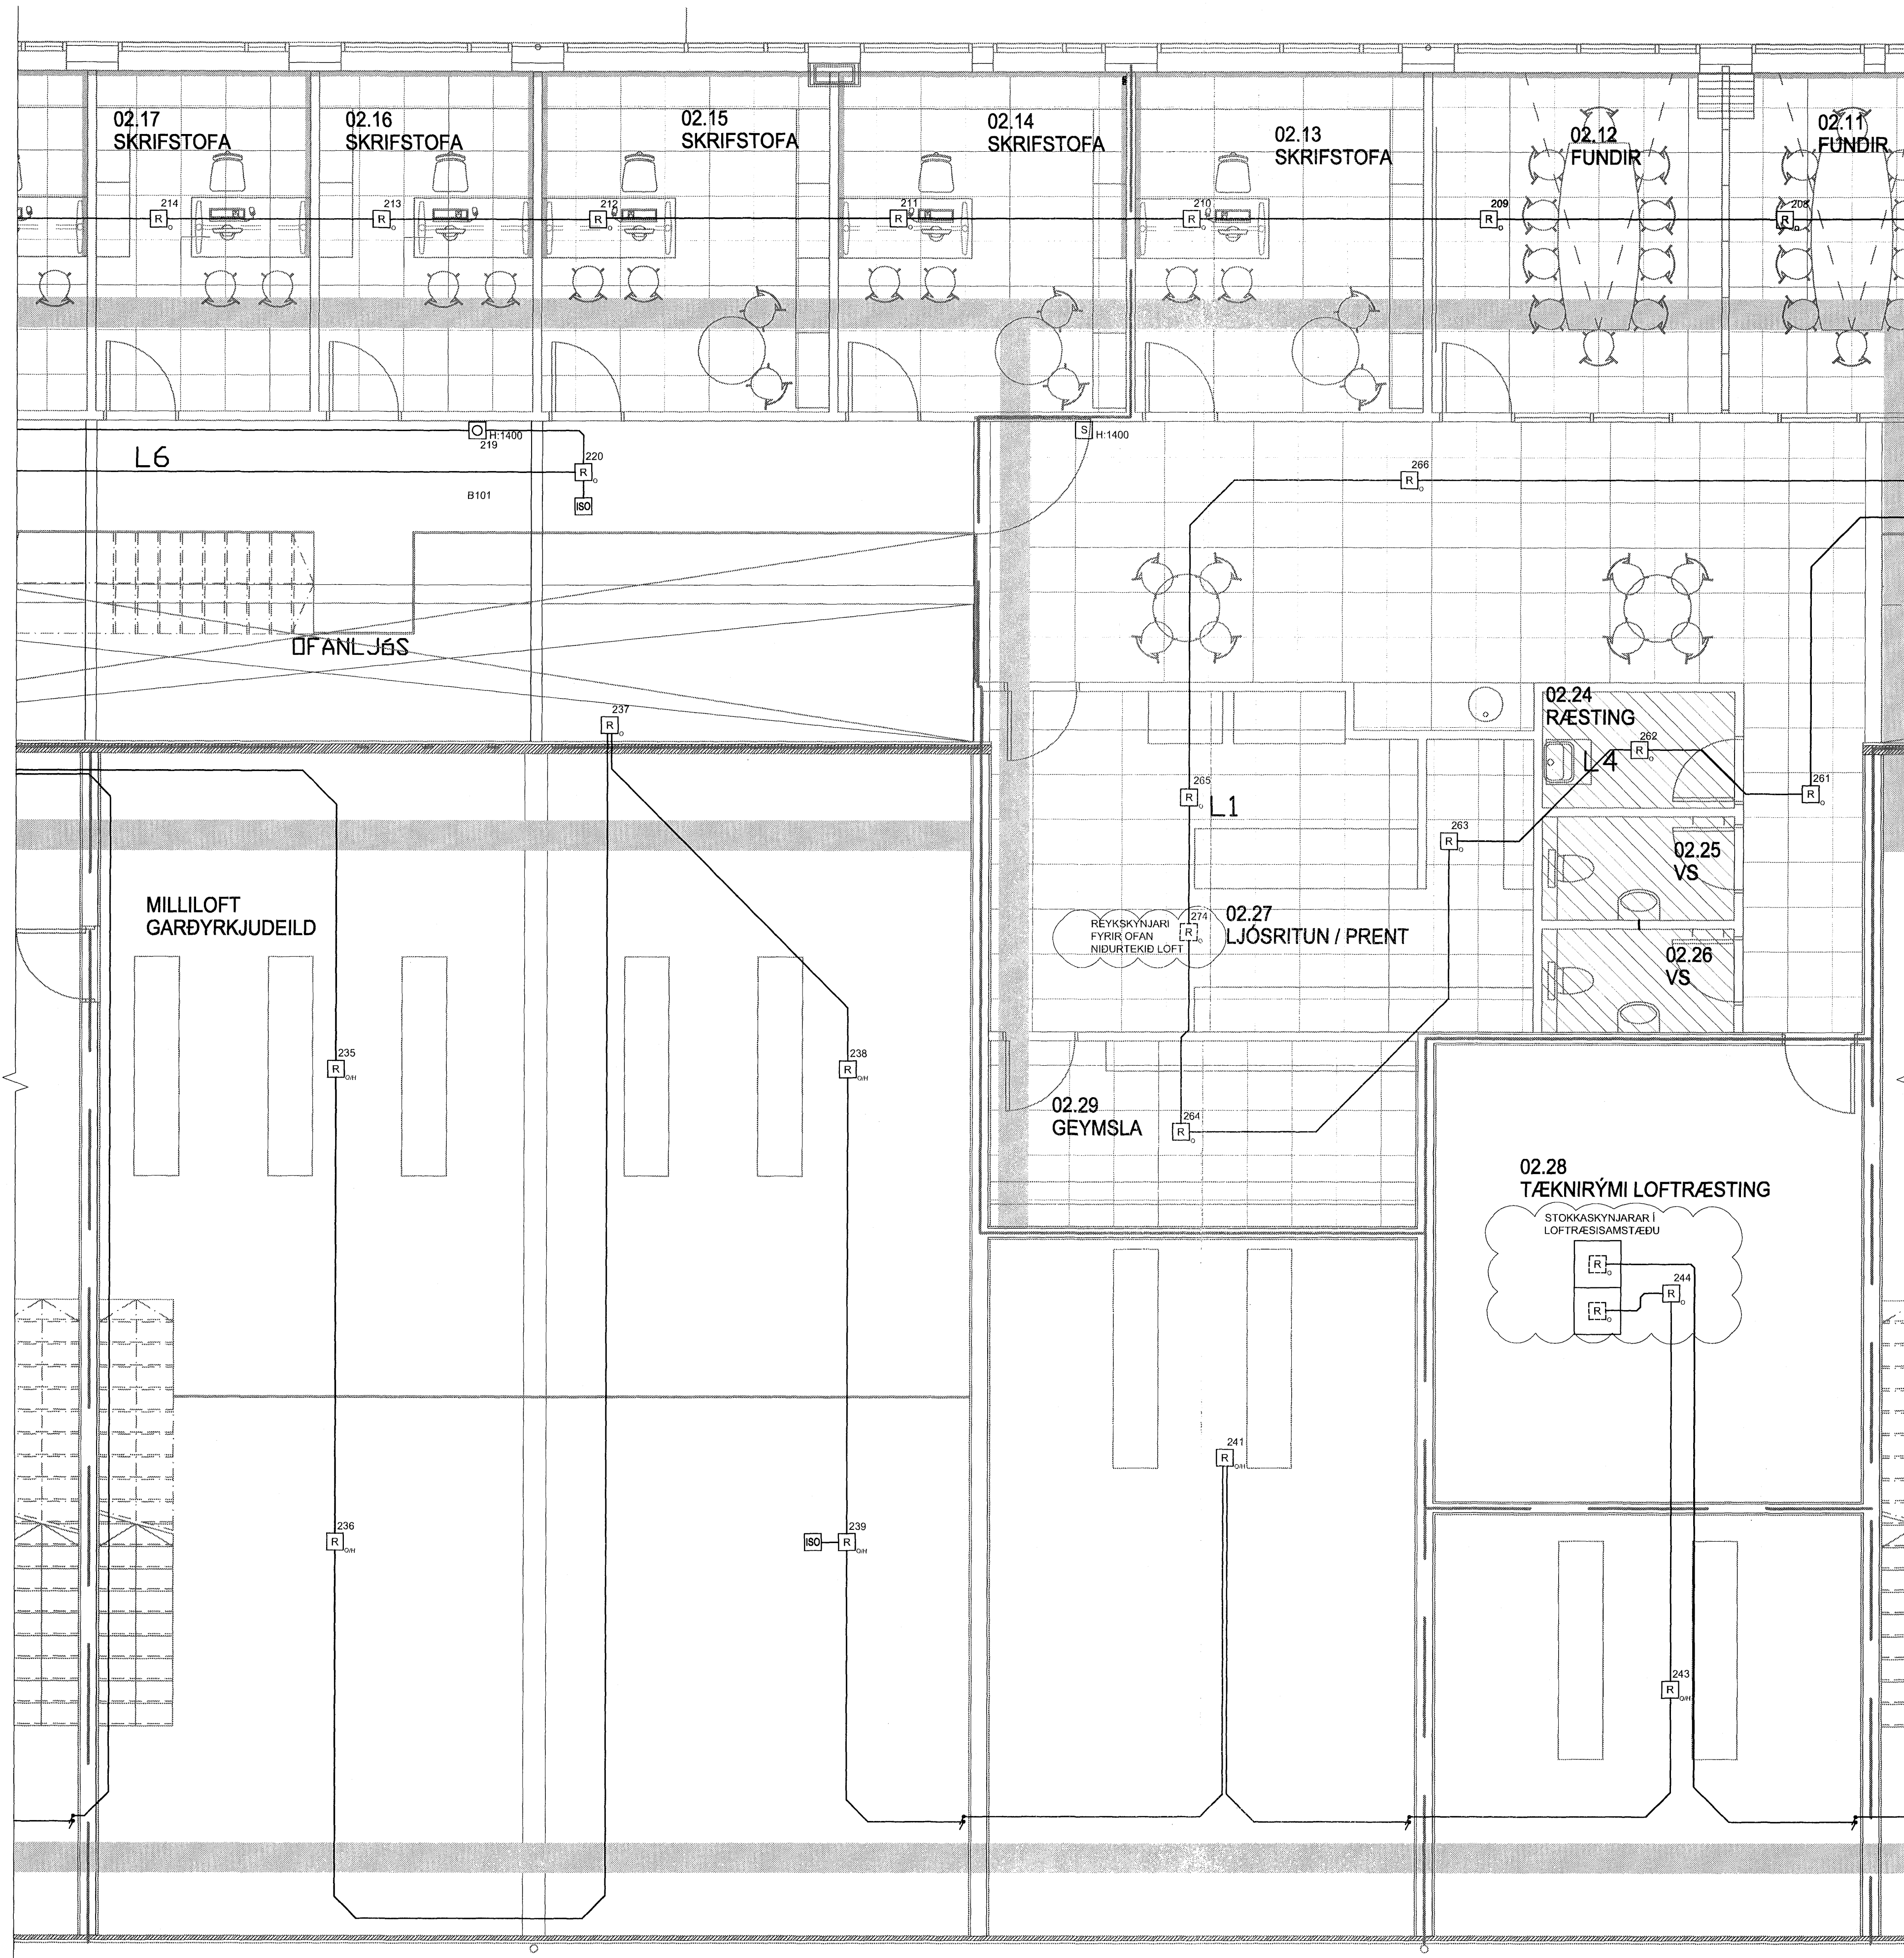 02.17
SKRIFSTOFA
02.16
SKRIFSTOFA
02.15
SKRIFSTOFA
02.14
SKRIFSTOFA
02.13
SKRIFSTOFA
02.12
FUNDIR
02.11
FUNDIR
214
R
O
213
R
O
212
R
O
211
R
O
210
R
O
209
R
O
208
R
O
L6
H:1400
219
220
R
O
ISO
B101
S
H:1400
266
R
O
OFANLJóS
237
R
O
02.24
RÆSTING
L4
262
R
O
261
R
O
265
R
O
L1
263
R
O
02.25
VS
02.26
VS
MILLILOFT
GARÐYRKJUDEILD
REYKSKYNJARI
FYRIR OFAN
NIÐURTEKIÐ LOFT
274
R
O
02.27
LJÓSRITUN / PRENT
235
R
O/H
238
R
O/H
02.29
GEYMSLA
264
R
O
02.28
TÆKNIRÝMI LOFTRÆSTING
STOKKASKYNJARAR Í
LOFTRÆSISAMSTÆÐU
R
O
R
O
244
R
O
241
R
O/H
236
R
O/H
ISO
239
R
O/H
243
R
O/H